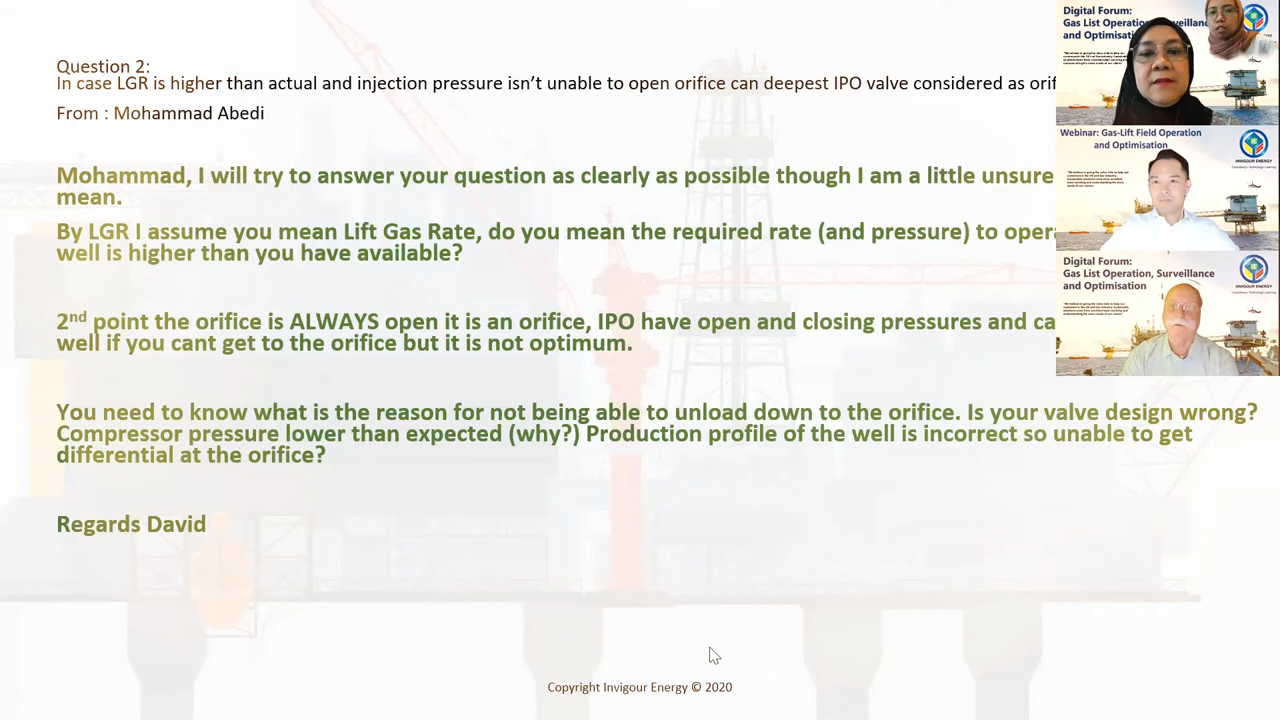 Question 2:
In case LGR is higher than actual and injection pressure isn't unable to open orifice can deepest IPO valve considered as orif
From : Mohammad Abedi
Mohammad, I will try to answer your question as clearly as possible though I am a little unsure
mean.
By LGR I assume you mean Lift Gas Rate, do you mean the required rate (and pressure) to opera
well is higher than you have available?
2nd point the orifice is ALWAYS open it is an orifice, IPO have open and closing pressures and ca
well if you cant get to the orifice but it is not optimum.
You need to know what is the reason for not being able to unload down to the orifice. Is your valve design wrong?
Compressor pressure lower than expected (why?) Production profile of the well is incorrect so unable to get
differential at the orifice?
Regards David
Copyright Invigour Energy © 2020
Digital Forum:
Gas List Operation, Surveillance
and Optimisati
Webinar: Gas-Lift Field Operation
and Optimisation
INVIGOUR ENERGY
Digital Forum:
Gas List Operation, Surveillance
and Optimisation
INVIGOUR ENERGY